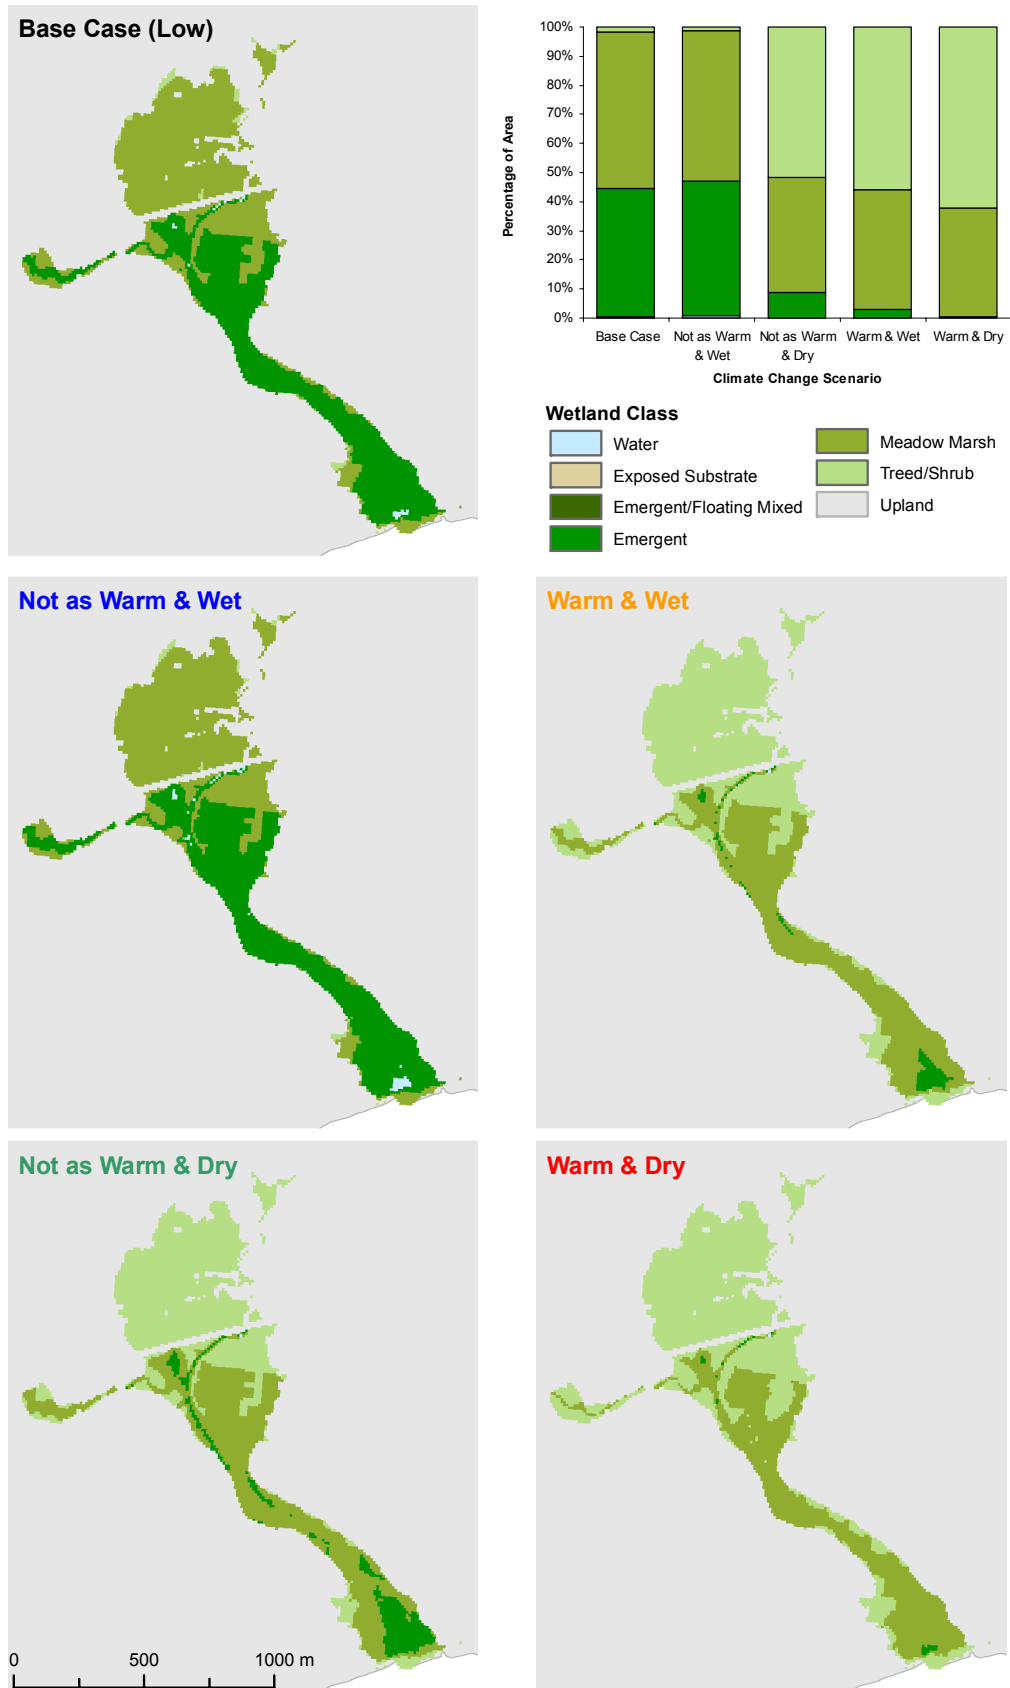 Base Case (Low)
100%
90%
80%
70%
60%
50%
40%
30%
20%
10%
0%
Percentage of Area
Base Case
Not as Warm
& Wet
Not as Warm
& Dry
Warm & Wet
Warm & Dry
Climate Change Scenario
Wetland Class
Water
Exposed Substrate
Emergent/Floating Mixed
Emergent
Meadow Marsh
Treed/Shrub
Upland
Not as Warm & Wet
Warm & Wet
Not as Warm & Dry
Warm & Dry
0 500 1000 m